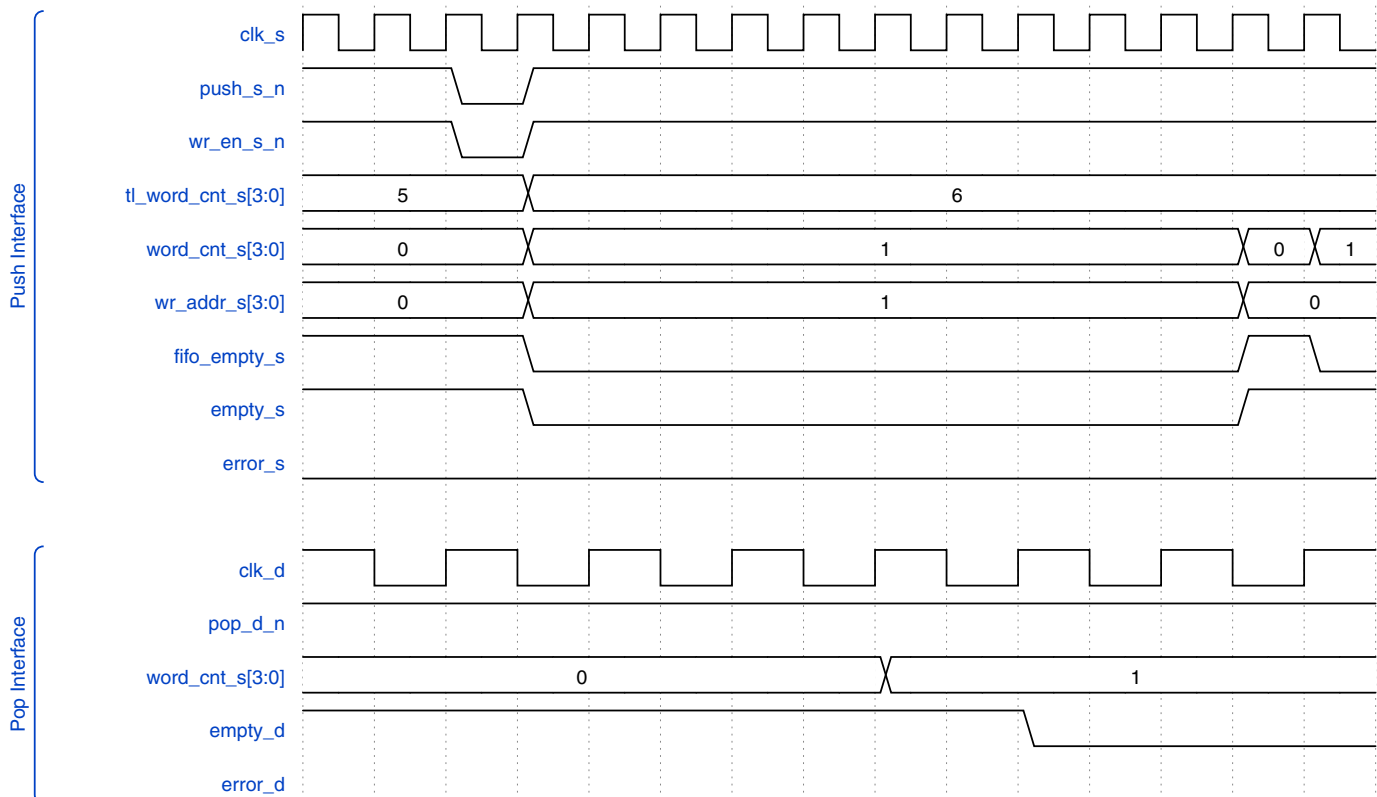 Push Interface
clk_s
push_s_n
wr_en_s_n
tl_word_cnt_s[3:0] 5 6
word_cnt_s[3:0] 0 1 0 1
wr_addr_s[3:0] 0 1 0
fifo_empty_s
empty_s
error_s
Pop Interface
clk_d
pop_d_n
word_cnt_s[3:0] 0 1
empty_d
error_d